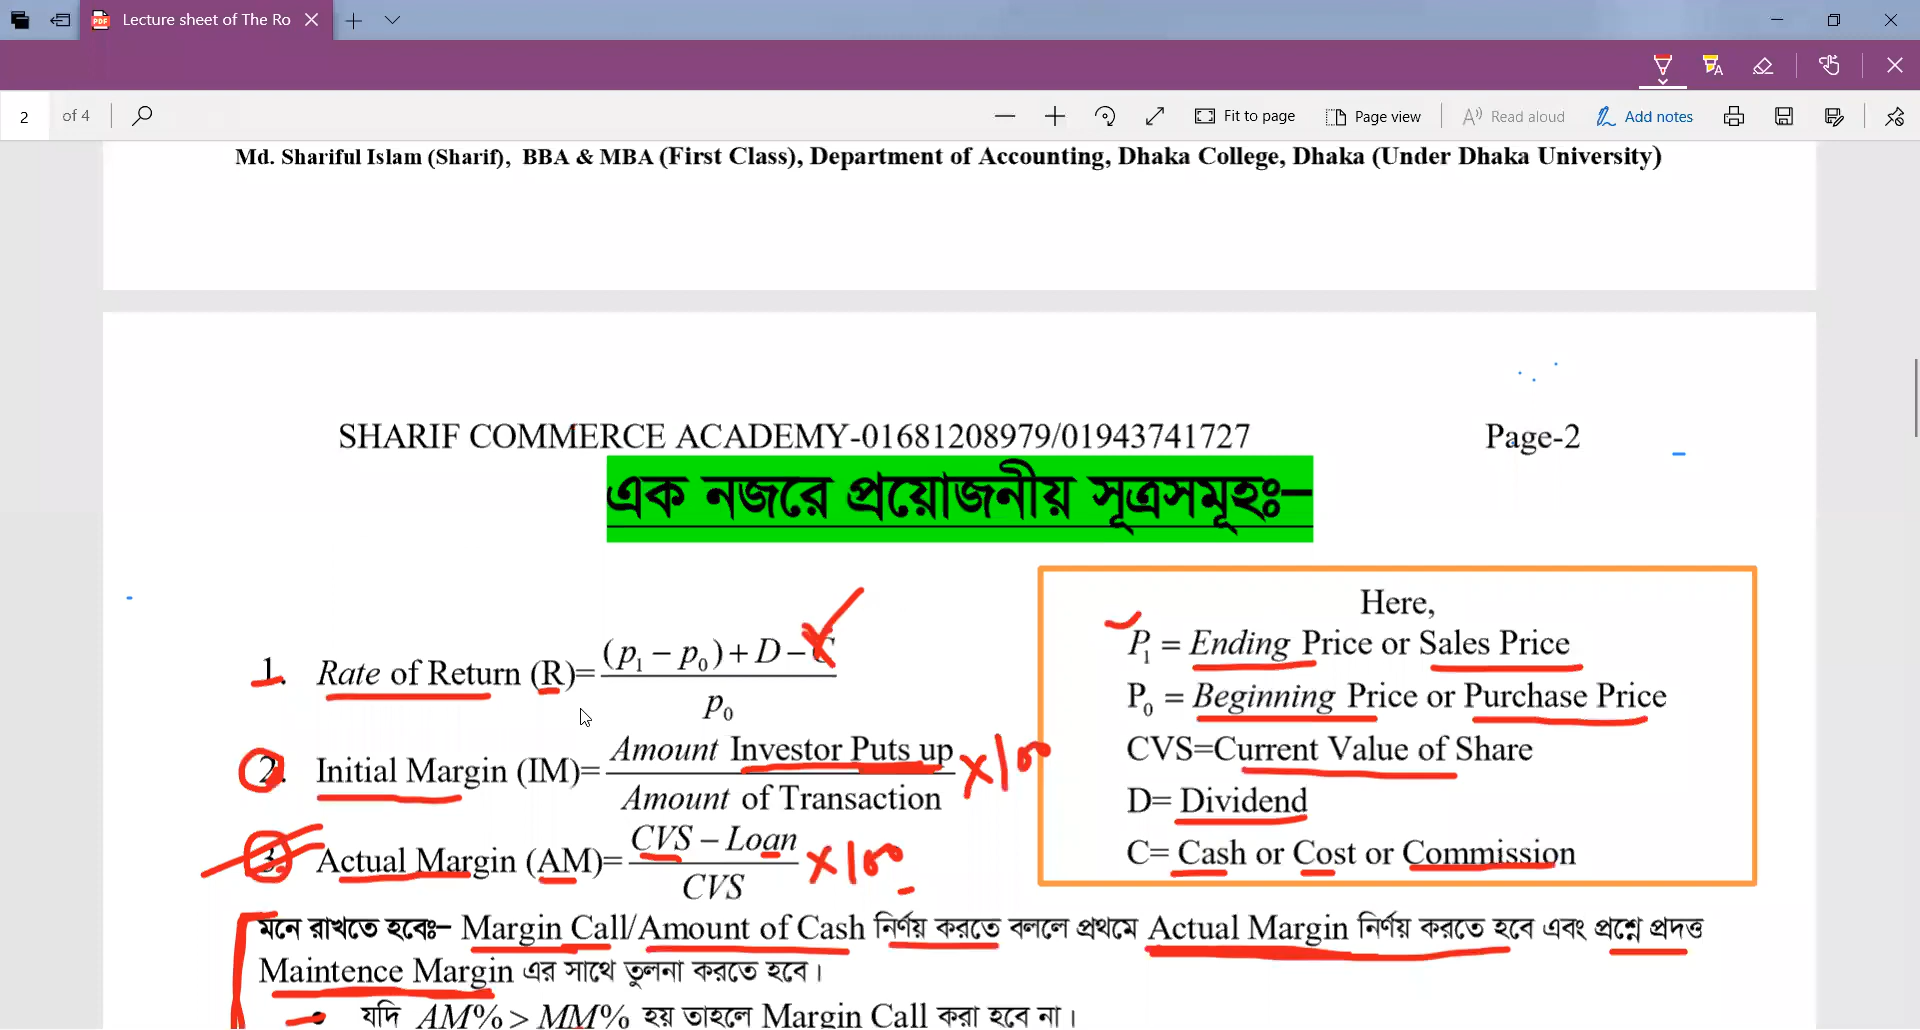 Lecture sheet of The Ro
2 of 4
Fit to page
Page view
Read aloud
Add notes
Md. Shariful Islam (Sharif), BBA & MBA (First Class), Department of Accounting, Dhaka College, Dhaka (Under Dhaka University)
SHARIF COMMERCE ACADEMY-01681208979/01943741727 Page-2
এক নজরে প্রয়োজনীয় সূত্রসমূহঃ–
1. Rate of Return (R)= (p₁ − p₀) + D − C / p₀
2. Initial Margin (IM)= Amount Investor Puts up / Amount of Transaction ×100
3. Actual Margin (AM)= CVS − Loan / CVS ×100
Here,
P₁ = Ending Price or Sales Price
P₀ = Beginning Price or Purchase Price
CVS=Current Value of Share
D= Dividend
C= Cash or Cost or Commission
মনে রাখতে হবেঃ– Margin Call/Amount of Cash নির্ণয় করতে বললে প্রথমে Actual Margin নির্ণয় করতে হবে এবং প্রশ্নে প্রদত্ত
Maintence Margin এর সাথে তুলনা করতে হবে।
• যদি AM% > MM% হয় তাহলে Margin Call করা হবে না।